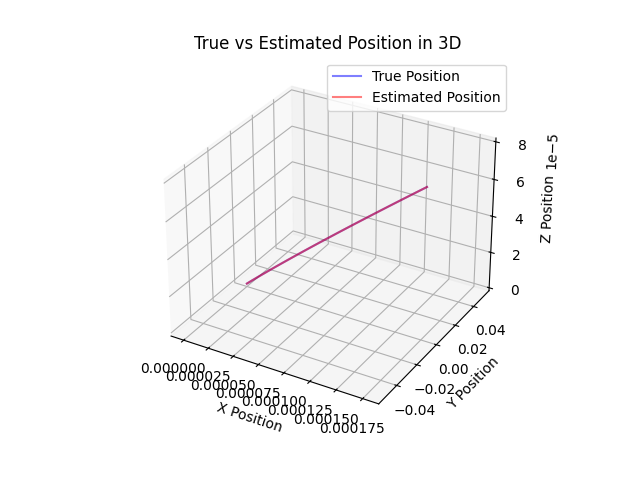 True vs Estimated Position in 3D
True Position
Estimated Position
8
6
4
2
0
Z Position
1e−5
0.04
0.02
0.00
−0.02
−0.04
Y Position
0.000000
0.000025
0.000050
0.000075
0.000100
0.000125
0.000150
0.000175
X Position